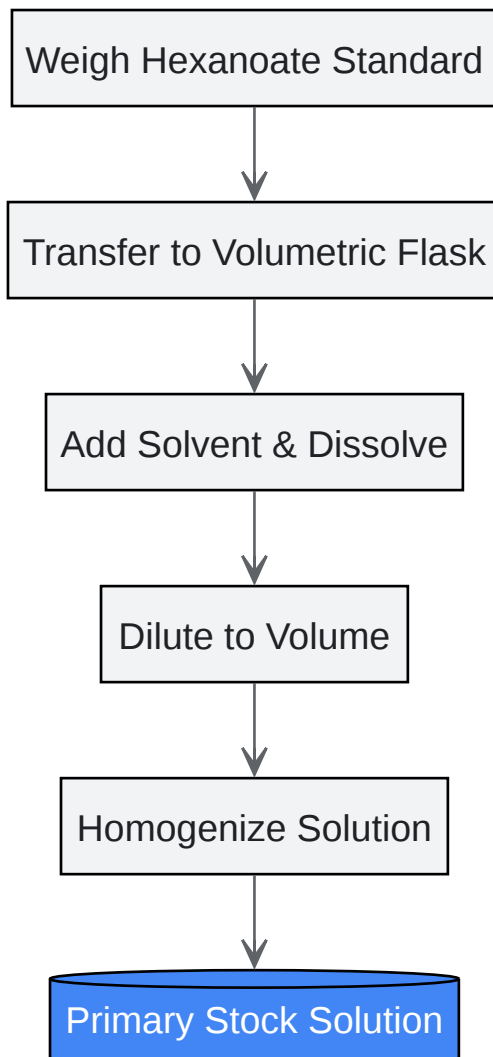 Weigh Hexanoate Standard
Transfer to Volumetric Flask
Add Solvent & Dissolve
Dilute to Volume
Homogenize Solution
Primary Stock Solution